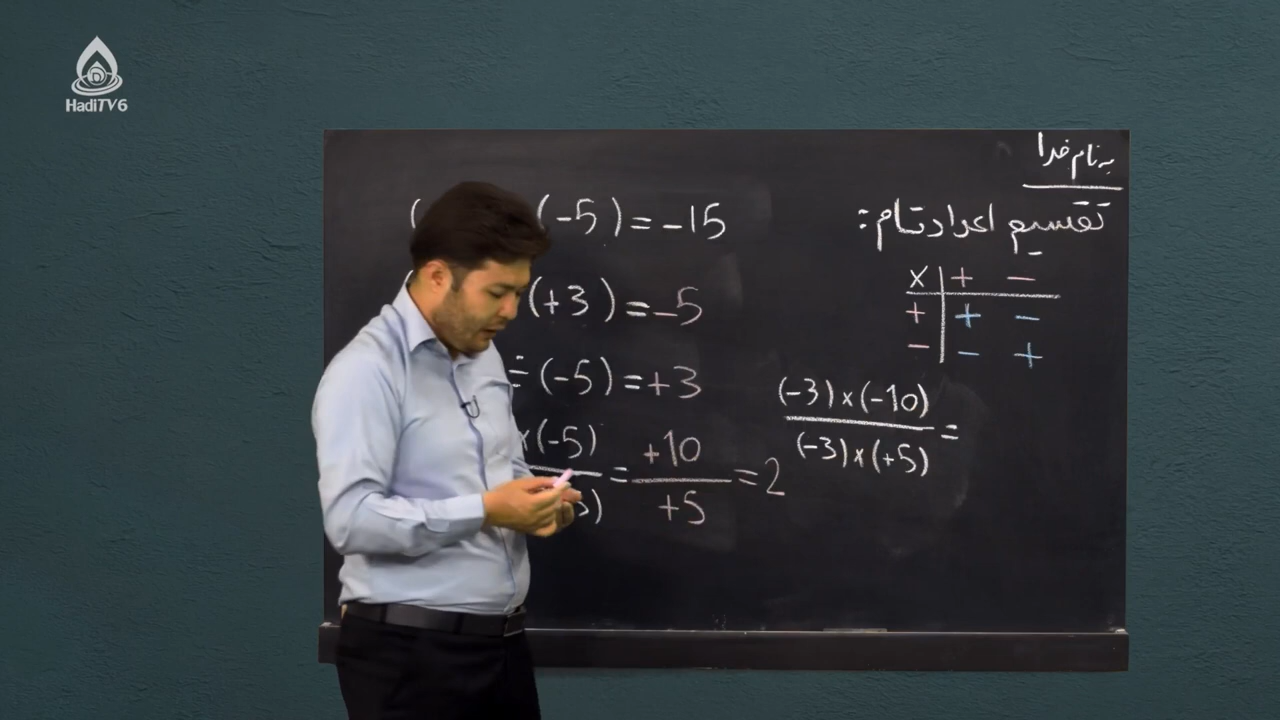 HadiTV6
به نام خدا
تقسیم اعداد تام :
× + −
+ + −
− − +
( (-5) = -15
( (+3) = -5
÷ (-5) = +3
×(-5) / 5) = +10 / +5 = 2
(-3) × (-10) / (-3) × (+5) =